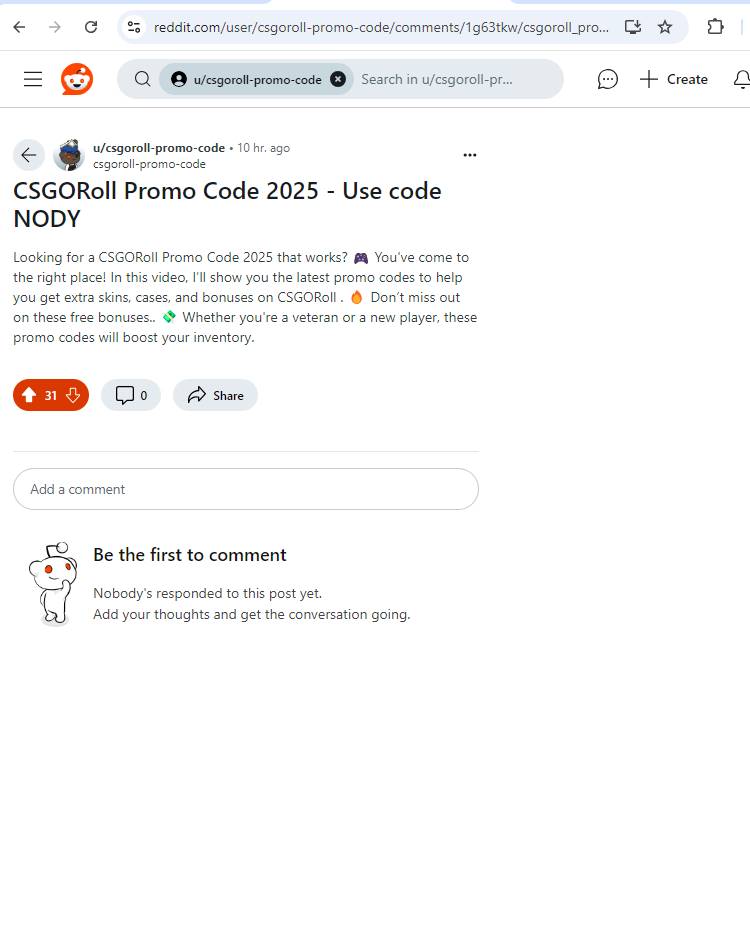 reddit.com/user/csgoroll-promo-code/comments/1g63tkw/csgoroll_pro...
u/csgoroll-promo-code
Search in u/csgoroll-pr...
Create
u/csgoroll-promo-code • 10 hr. ago
csgoroll-promo-code
CSGORoll Promo Code 2025 - Use code
NODY
Looking for a CSGORoll Promo Code 2025 that works? 🎮 You’ve come to
the right place! In this video, I’ll show you the latest promo codes to help
you get extra skins, cases, and bonuses on CSGORoll . 🔥 Don’t miss out
on these free bonuses.. 💸 Whether you're a veteran or a new player, these
promo codes will boost your inventory.
31
0
Share
Add a comment
Be the first to comment
Nobody's responded to this post yet.
Add your thoughts and get the conversation going.